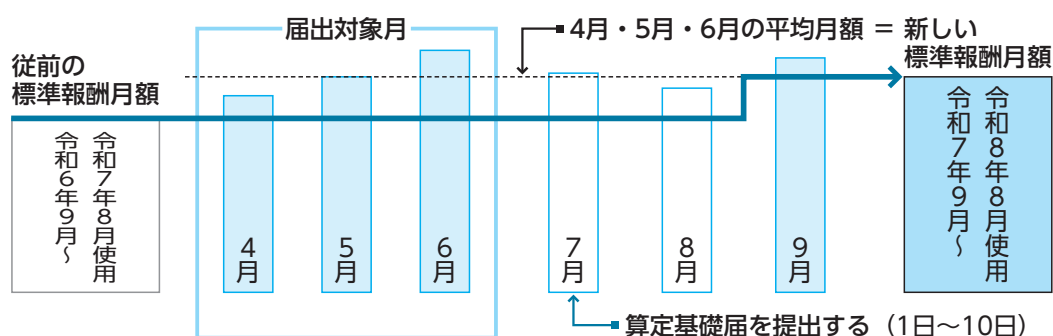 届出対象月
4月・5月・6月の平均月額 = 新しい
標準報酬月額
従前の
標準報酬月額
令和6年9月〜
令和7年8月使用
4月
5月
6月
7月
8月
9月
令和7年9月〜
令和8年8月使用
算定基礎届を提出する（1日〜10日）